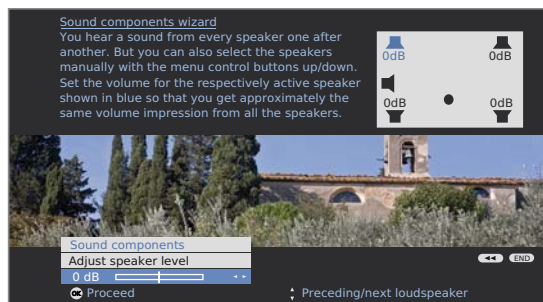 Sound components wizard
You hear a sound from every speaker one after
another. But you can also select the speakers
manually with the menu control buttons up/down.
Set the volume for the respectively active speaker
shown in blue so that you get approximately the
same volume impression from all the speakers.
0dB 0dB
0dB 0dB
Sound components
Adjust speaker level
0 dB
END
OK Proceed
Preceding/next loudspeaker